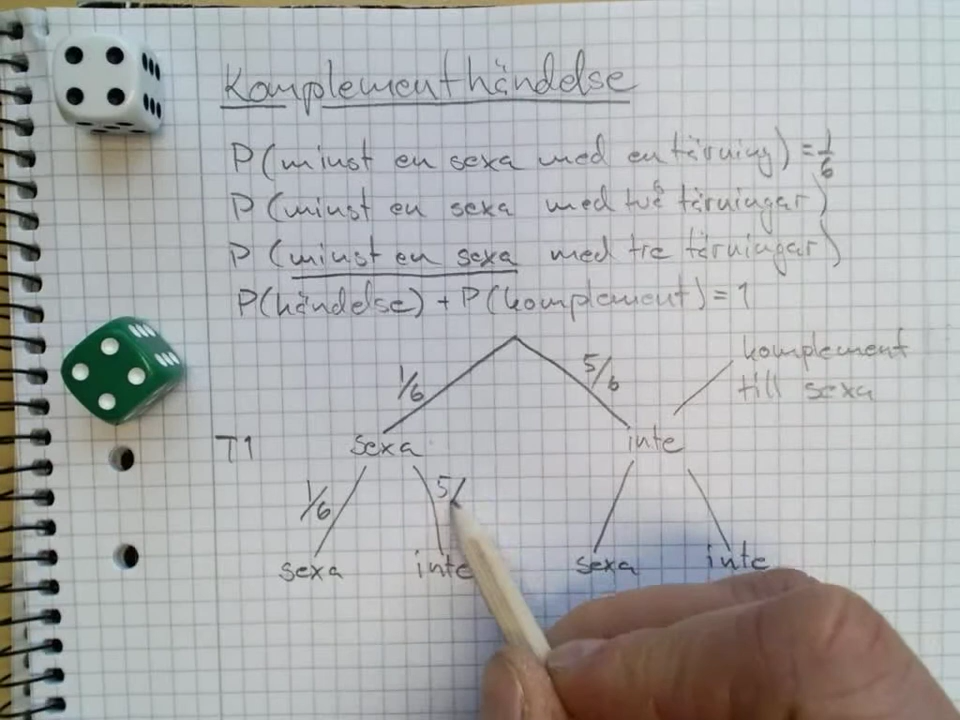 Komplementhändelse
P(minst en sexa med en tärning) = 1/6
P(minst en sexa med två tärningar)
P(minst en sexa med tre tärningar)
P(händelse) + P(komplement) = 1
1/6 5/6 komplement
till sexa
T1 sexa inte
1/6 5/
sexa inte sexa inte